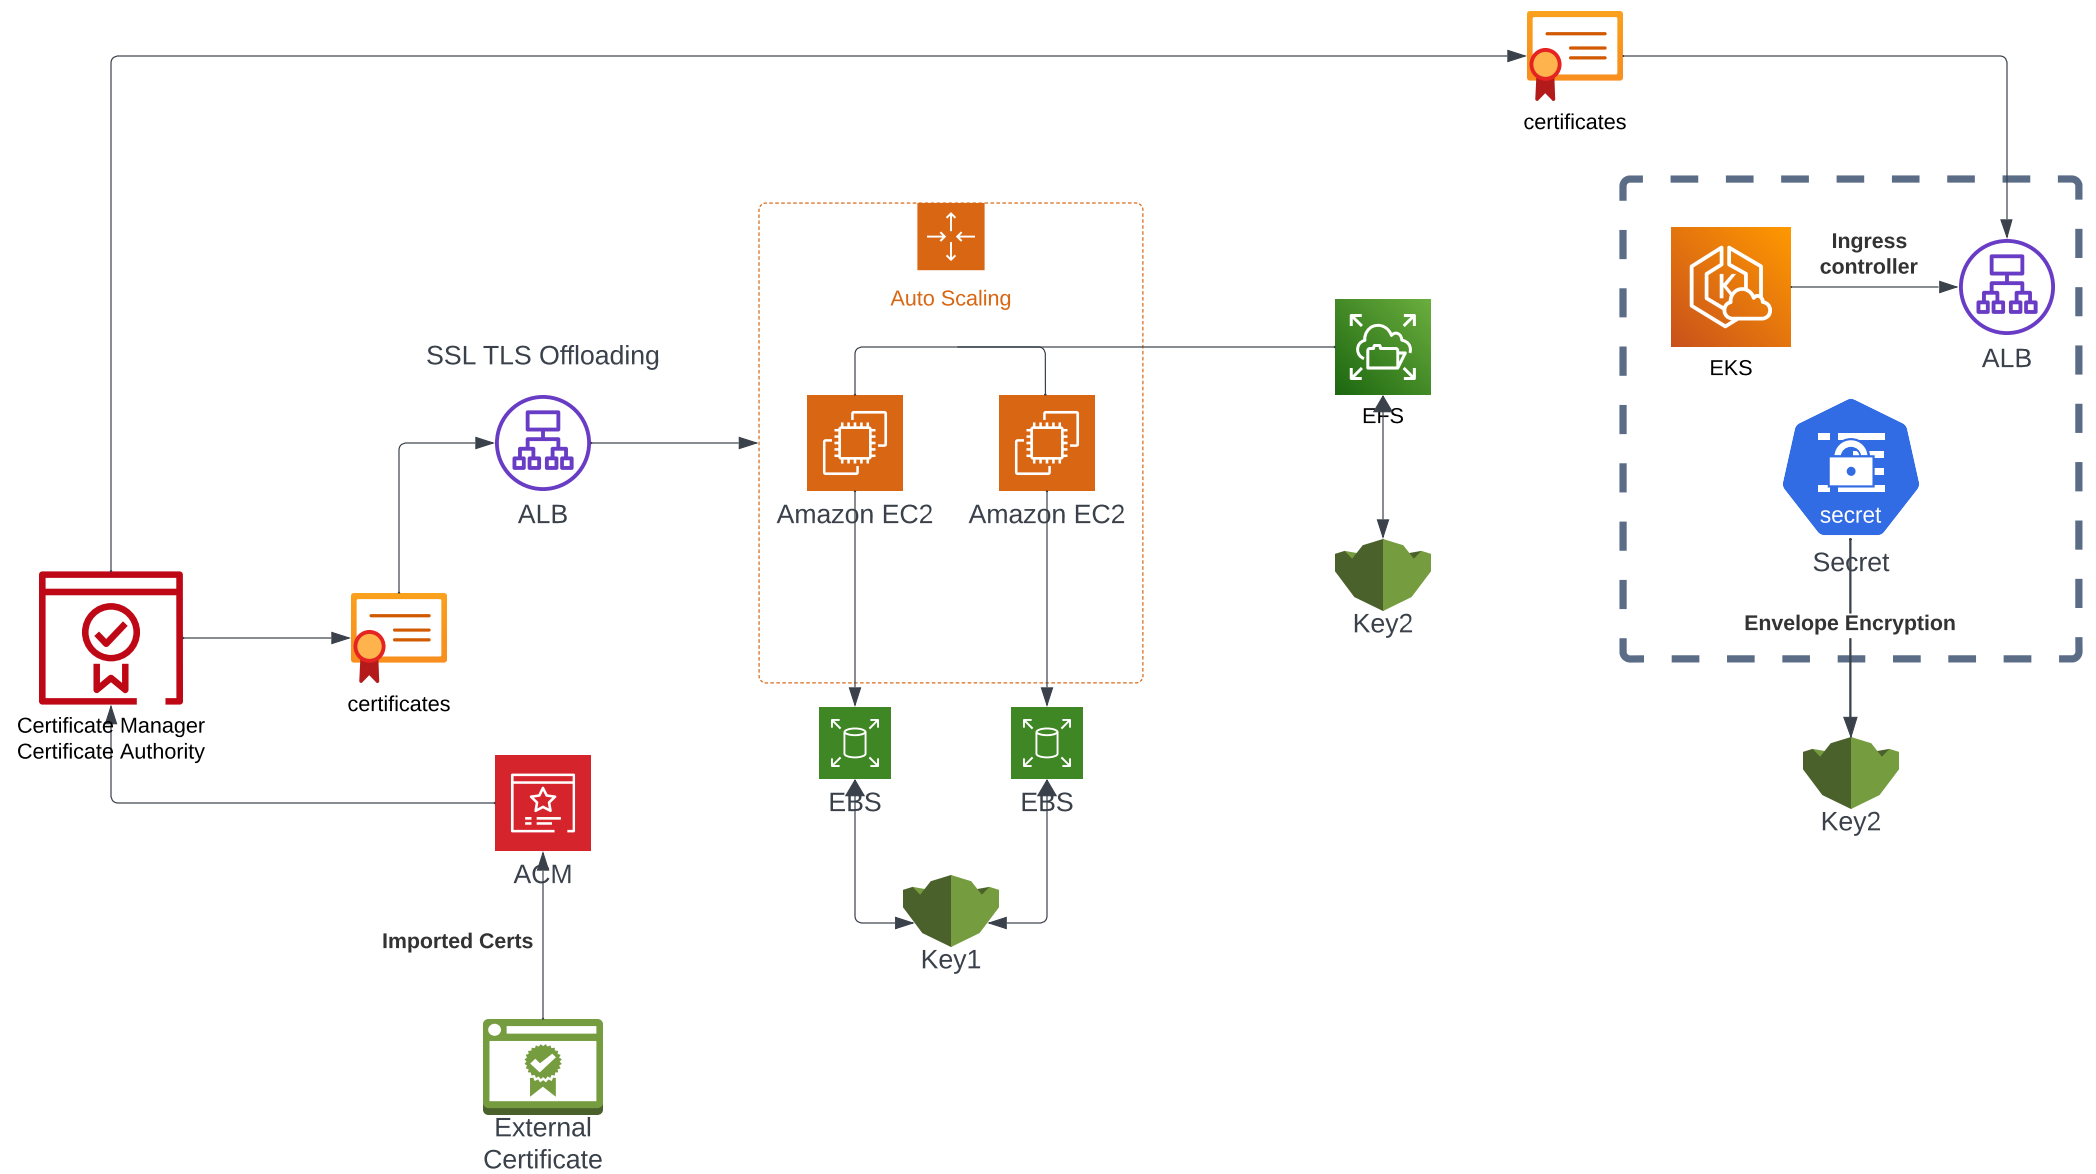 certificates
Ingress
controller
EKS
ALB
Auto Scaling
SSL TLS Offloading
ALB
Amazon EC2
Amazon EC2
EFS
Key2
secret
Secret
Envelope Encryption
Key2
certificates
Certificate Manager
Certificate Authority
EBS
EBS
Key1
ACM
Imported Certs
External
Certificate